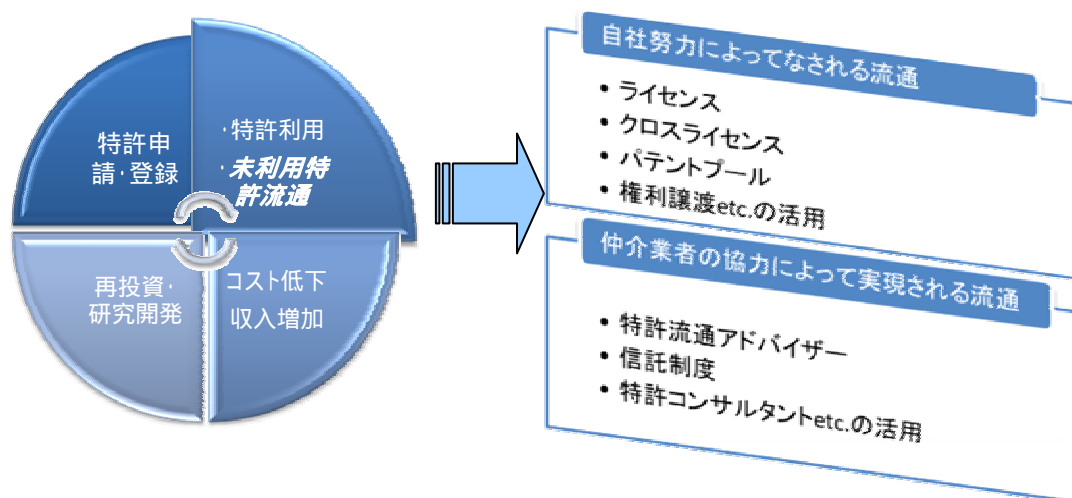 特許申
請･登録
･特許利用
･未利用特
許流通
再投資･
研究開発
コスト低下
収入増加
自社努力によってなされる流通
• ライセンス
• クロスライセンス
• パテントプール
• 権利譲渡etc.の活用
仲介業者の協力によって実現される流通
• 特許流通アドバイザー
• 信託制度
• 特許コンサルタントetc.の活用